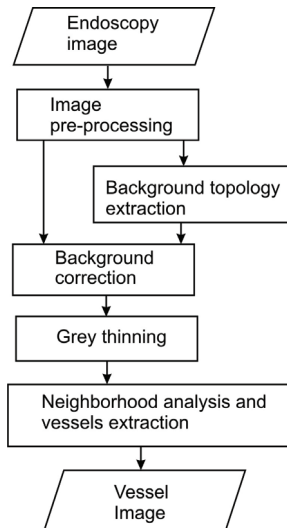 Endoscopy
image
Image
pre-processing
Background topology
extraction
Background
correction
Grey thinning
Neighborhood analysis and
vessels extraction
Vessel
Image